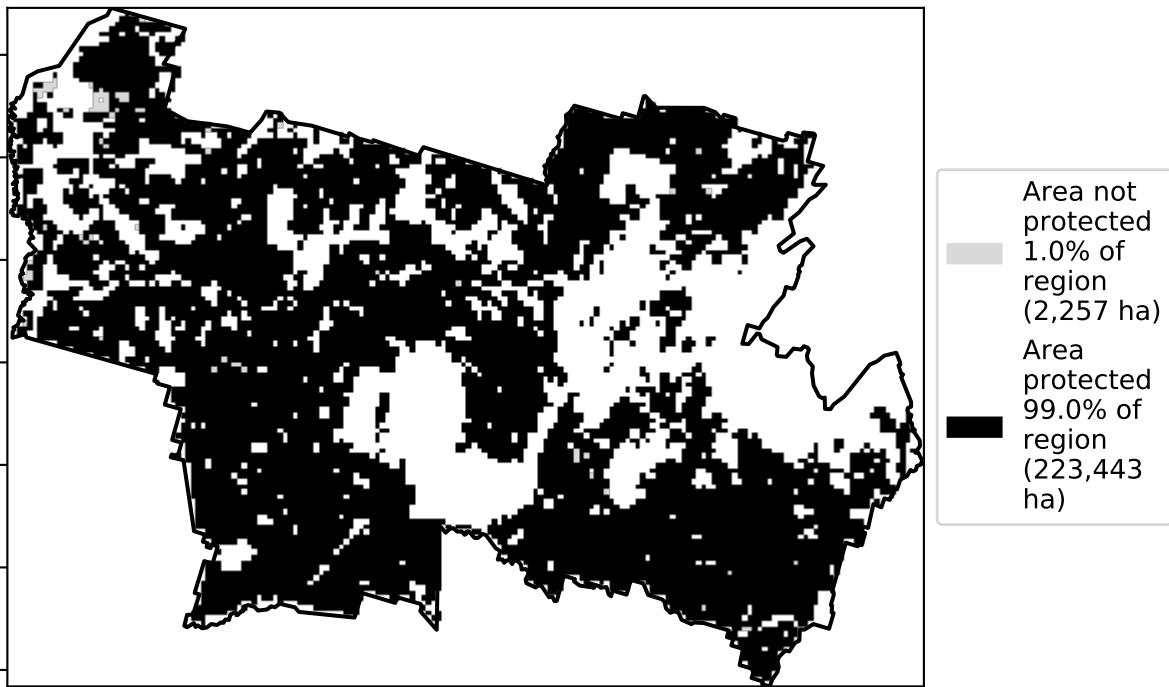 Area not
protected
1.0% of
region
(2,257 ha)
Area
protected
99.0% of
region
(223,443
ha)